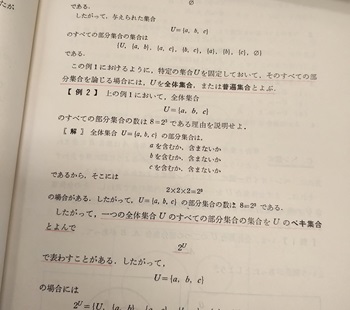 ∅
である.
したがって，与えられた集合
U={a, b, c}
のすべての部分集合の集合は
{U, {a, b}, {a, c}, {b, c}, {a}, {b}, {c}, ∅}
である.
この例1におけるように，特定の集合Uを固定しておいて，そのすべての部
分集合を論じる場合には，Uを全体集合，または普遍集合とよぶ.
【例2】 上の例1において，全体集合
U={a, b, c}
のすべての部分集合の数は 8=2³ である理由を説明せよ.
〖解〗 全体集合 U={a, b, c} の部分集合は，
aを含むか，含まないか
bを含むか，含まないか
cを含むか，含まないか
であるから，そこには
2×2×2=2³
の場合がある. したがって，U={a, b, c} の部分集合の数は 8=2³ である.
したがって，一つの全体集合 U のすべての部分集合の集合を U のベキ集合
とよんで
2ᵁ
で表わすことがある. したがって，
U={a, b, c}
の場合には
2ᵁ={U, {a, b}